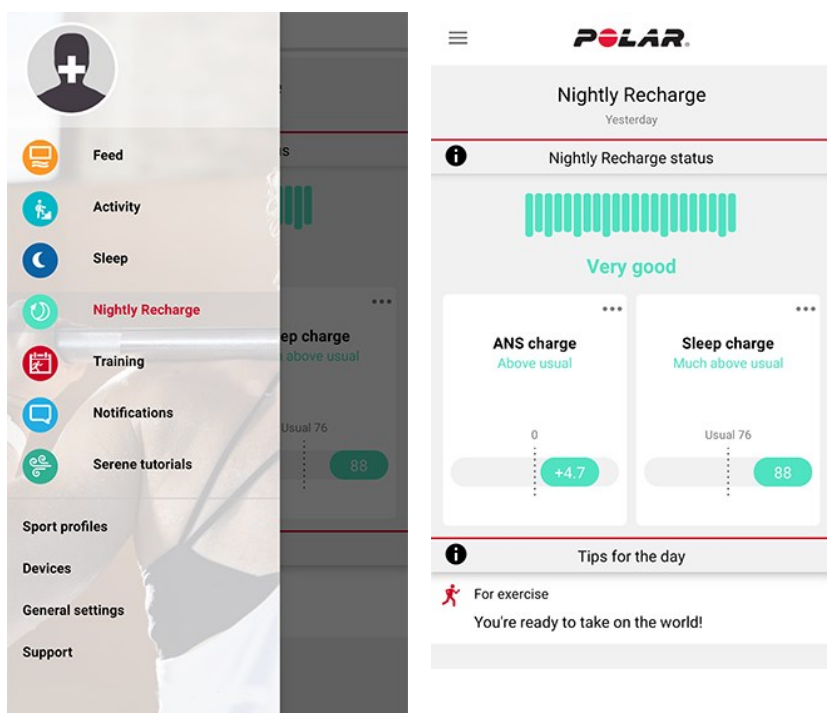 Feed
Activity
Sleep
Nightly Recharge
Training
Notifications
Serene tutorials
Sport profiles
Devices
General settings
Support
s
ep charge
above usual
Usual 76
88
POLAR.
Nightly Recharge
Yesterday
Nightly Recharge status
Very good
ANS charge
Above usual
0
+4.7
Sleep charge
Much above usual
Usual 76
88
Tips for the day
For exercise
You're ready to take on the world!